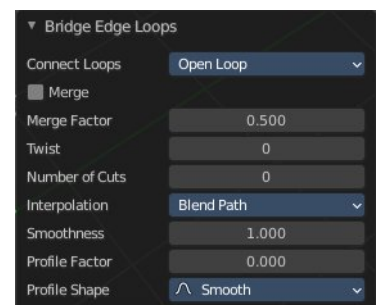 Bridge Edge Loops
Connect Loops Open Loop
Merge
Merge Factor 0.500
Twist 0
Number of Cuts 0
Interpolation Blend Path
Smoothness 1.000
Profile Factor 0.000
Profile Shape Smooth